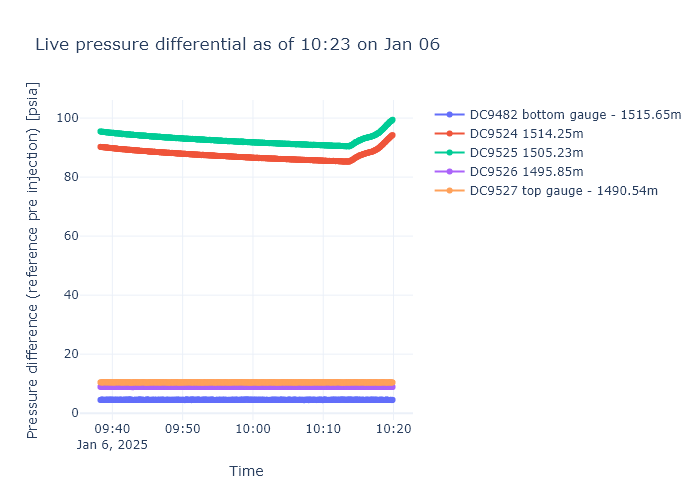 Live pressure differential as of 10:23 on Jan 06
Pressure difference (reference pre injection) [psia]
100
80
60
40
20
0
09:40
09:50
10:00
10:10
10:20
Jan 6, 2025
Time
DC9482 bottom gauge - 1515.65m
DC9524 1514.25m
DC9525 1505.23m
DC9526 1495.85m
DC9527 top gauge - 1490.54m